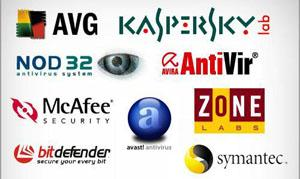 AVG
KASPERSKY lab
NOD 32
antivirus system
AVIRA AntiVir®
McAfee®
SECURITY
a
avast! antivirus
ZONE
LABS
bitdefender
secure your every bit
symantec.